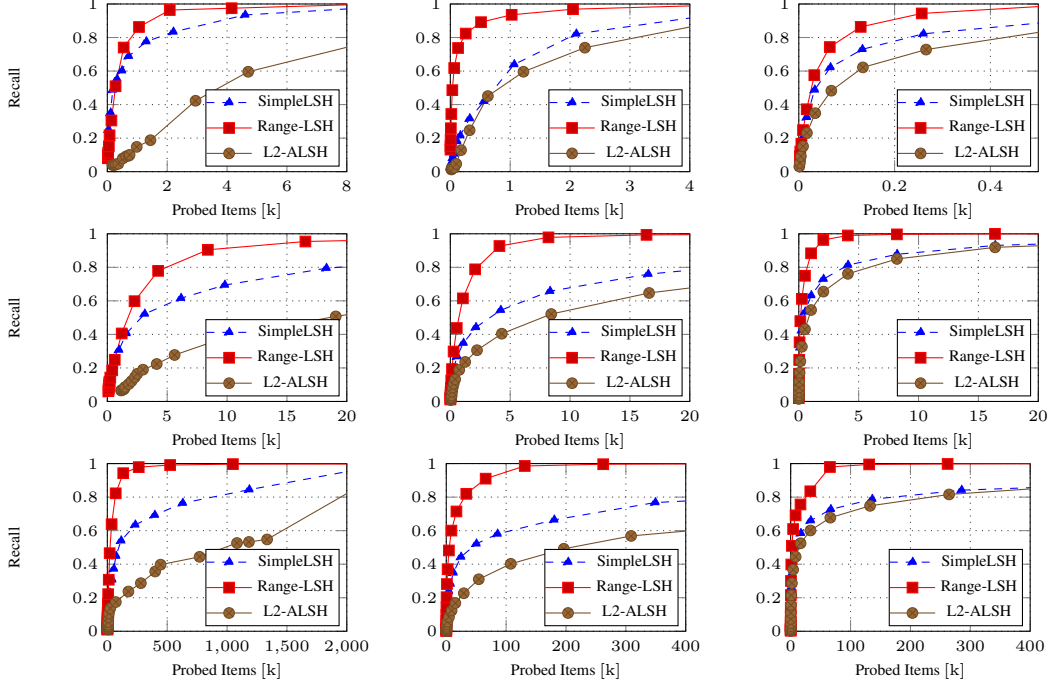 Recall
1
0.8
0.6
0.4
0.2
0
SimpleLSH
Range-LSH
L2-ALSH
0 2 4 6 8
Probed Items [k]
1
0.8
0.6
0.4
0.2
0
SimpleLSH
Range-LSH
L2-ALSH
0 1 2 3 4
Probed Items [k]
1
0.8
0.6
0.4
0.2
0
SimpleLSH
Range-LSH
L2-ALSH
0 0.2 0.4
Probed Items [k]
Recall
1
0.8
0.6
0.4
0.2
0
SimpleLSH
Range-LSH
L2-ALSH
0 5 10 15 20
Probed Items [k]
1
0.8
0.6
0.4
0.2
0
SimpleLSH
Range-LSH
L2-ALSH
0 5 10 15 20
Probed Items [k]
1
0.8
0.6
0.4
0.2
0
SimpleLSH
Range-LSH
L2-ALSH
0 5 10 15 20
Probed Items [k]
Recall
1
0.8
0.6
0.4
0.2
0
SimpleLSH
Range-LSH
L2-ALSH
0 500 1,000 1,500 2,000
Probed Items [k]
1
0.8
0.6
0.4
0.2
0
SimpleLSH
Range-LSH
L2-ALSH
0 100 200 300 400
Probed Items [k]
1
0.8
0.6
0.4
0.2
0
SimpleLSH
Range-LSH
L2-ALSH
0 100 200 300 400
Probed Items [k]